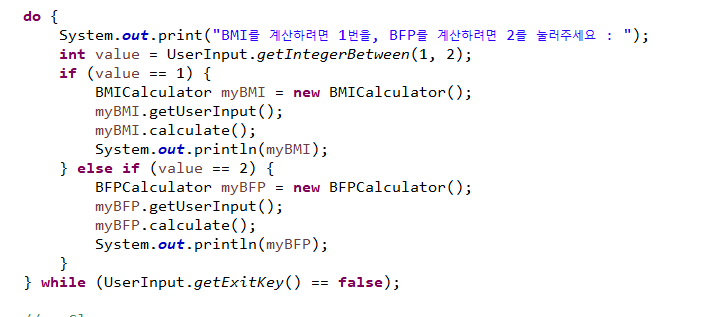 do {
System.out.print("BMI를 계산하려면 1번을, BFP를 계산하려면 2를 눌러주세요 : ");
int value = UserInput.getIntegerBetween(1, 2);
if (value == 1) {
BMICalculator myBMI = new BMICalculator();
myBMI.getUserInput();
myBMI.calculate();
System.out.println(myBMI);
} else if (value == 2) {
BFPCalculator myBFP = new BFPCalculator();
myBFP.getUserInput();
myBFP.calculate();
System.out.println(myBFP);
}
} while (UserInput.getExitKey() == false);